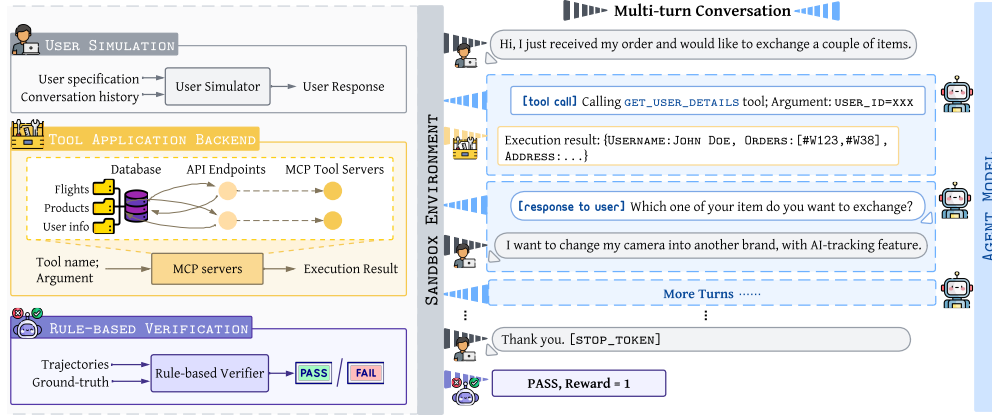 USER SIMULATION
User specification
Conversation history
User Simulator
User Response
TOOL APPLICATION BACKEND
Database
API Endpoints
MCP Tool Servers
Flights
Products
User info
Tool name;
Argument
MCP servers
Execution Result
RULE-BASED VERIFICATION
Trajectories
Ground-truth
Rule-based Verifier
PASS / FAIL
SANDBOX ENVIRONMENT
Multi-turn Conversation
Hi, I just received my order and would like to exchange a couple of items.
[tool call] Calling GET_USER_DETAILS tool; Argument: USER_ID=XXX
Execution result: {USERNAME:JOHN DOE, ORDERS:[#W123,#W38],
ADDRESS:...}
[response to user] Which one of your item do you want to exchange?
I want to change my camera into another brand, with AI-tracking feature.
More Turns ······
Thank you. [STOP_TOKEN]
PASS, Reward = 1
AGENT MODEL